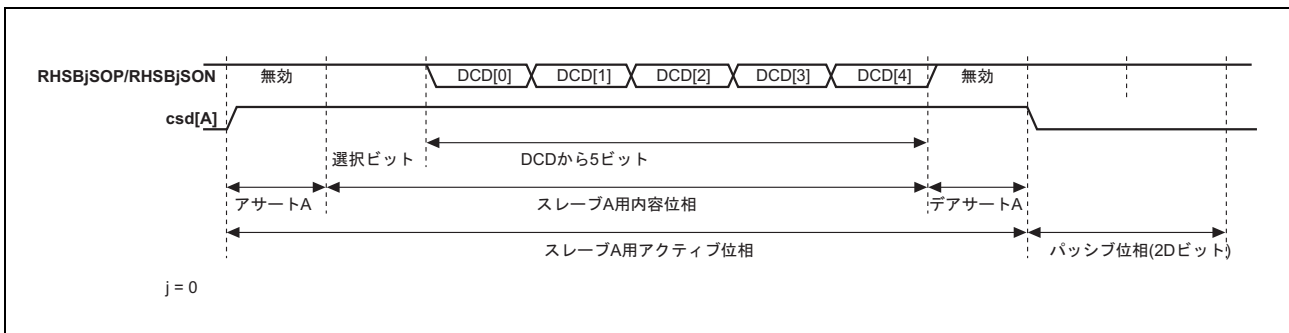 RHSBjSOP/RHSBjSON 無効 DCD[0] DCD[1] DCD[2] DCD[3] DCD[4] 無効
csd[A]
選択ビット DCDから5ビット
アサートA スレーブA用内容位相 デアサートA
スレーブA用アクティブ位相 パッシブ位相(2Dビット)
j = 0